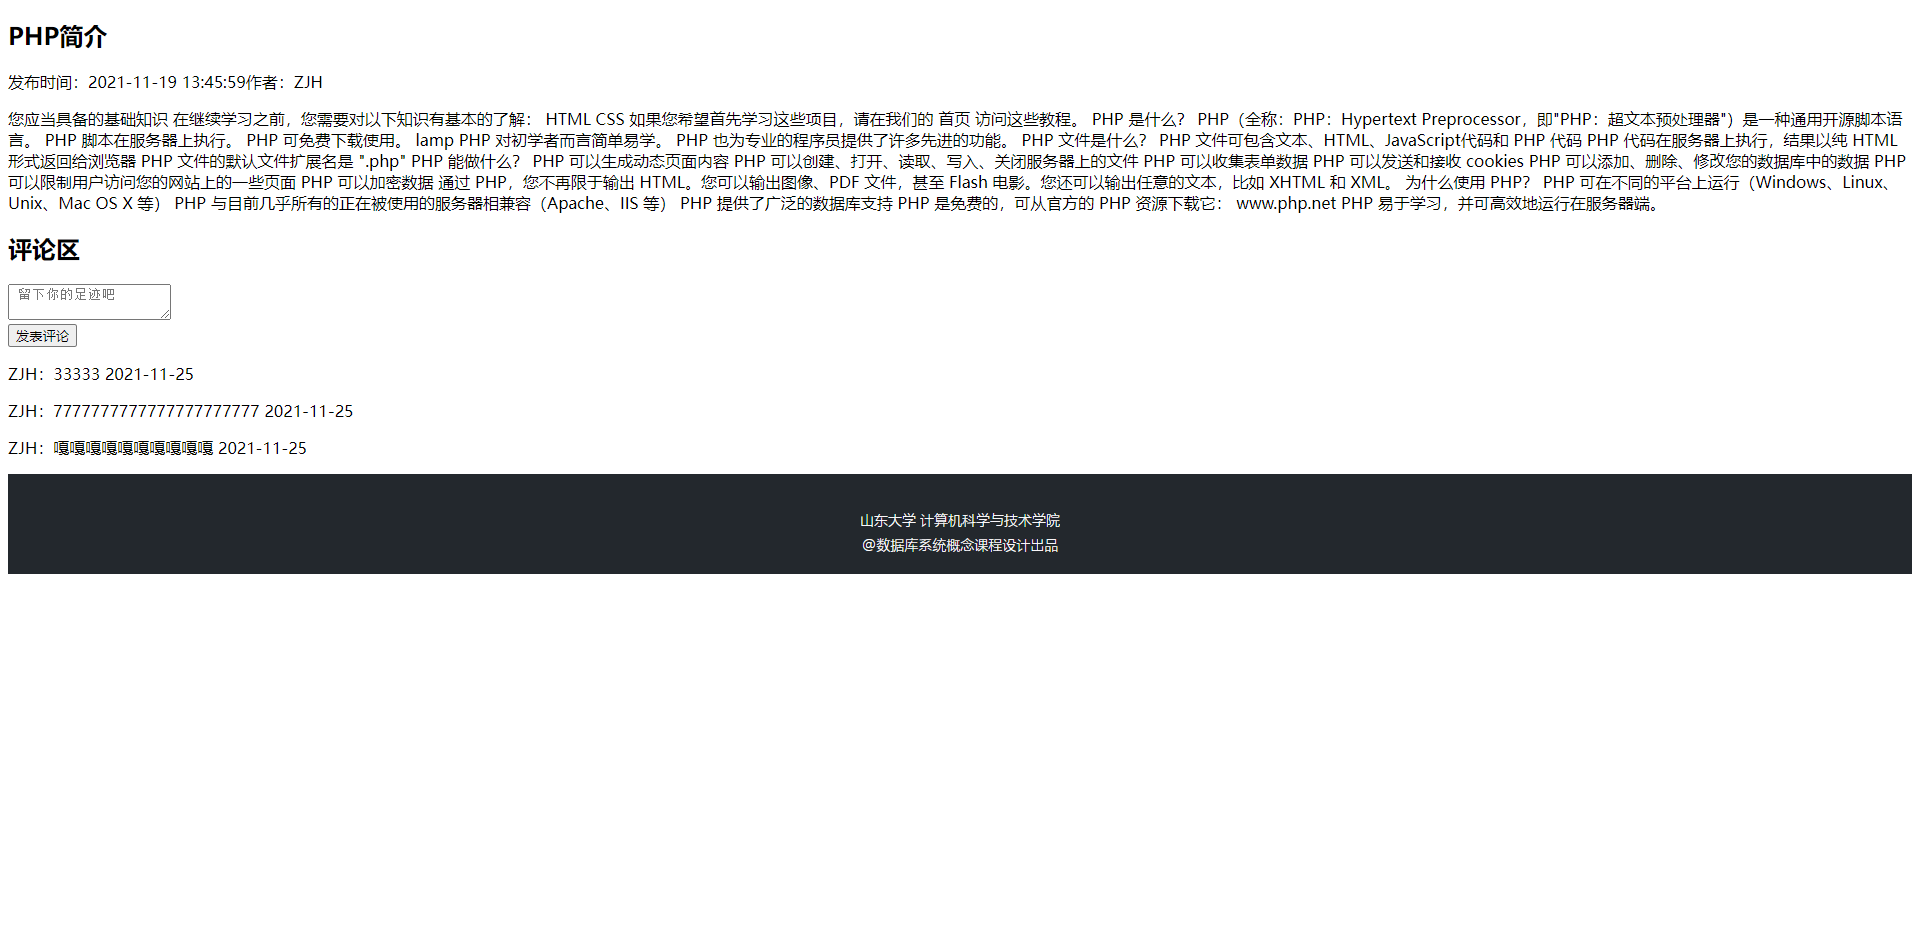 PHP简介
发布时间：2021-11-19 13:45:59作者：ZJH
您应当具备的基础知识 在继续学习之前，您需要对以下知识有基本的了解： HTML CSS 如果您希望首先学习这些项目，请在我们的 首页 访问这些教程。 PHP 是什么？ PHP（全称：PHP：Hypertext Preprocessor，即"PHP：超文本预处理器"）是一种通用开源脚本语
言。 PHP 脚本在服务器上执行。 PHP 可免费下载使用。 lamp PHP 对初学者而言简单易学。 PHP 也为专业的程序员提供了许多先进的功能。 PHP 文件是什么？ PHP 文件可包含文本、HTML、JavaScript代码和 PHP 代码 PHP 代码在服务器上执行，结果以纯 HTML
形式返回给浏览器 PHP 文件的默认文件扩展名是 ".php" PHP 能做什么？ PHP 可以生成动态页面内容 PHP 可以创建、打开、读取、写入、关闭服务器上的文件 PHP 可以收集表单数据 PHP 可以发送和接收 cookies PHP 可以添加、删除、修改您的数据库中的数据 PHP
可以限制用户访问您的网站上的一些页面 PHP 可以加密数据 通过 PHP，您不再限于输出 HTML。您可以输出图像、PDF 文件，甚至 Flash 电影。您还可以输出任意的文本，比如 XHTML 和 XML。 为什么使用 PHP？ PHP 可在不同的平台上运行（Windows、Linux、
Unix、Mac OS X 等） PHP 与目前几乎所有的正在被使用的服务器相兼容（Apache、IIS 等） PHP 提供了广泛的数据库支持 PHP 是免费的，可从官方的 PHP 资源下载它： www.php.net PHP 易于学习，并可高效地运行在服务器端。
评论区
留下你的足迹吧
发表评论
ZJH：33333 2021-11-25
ZJH：7777777777777777777777 2021-11-25
ZJH：嘎嘎嘎嘎嘎嘎嘎嘎嘎嘎 2021-11-25
山东大学 计算机科学与技术学院
@数据库系统概念课程设计出品